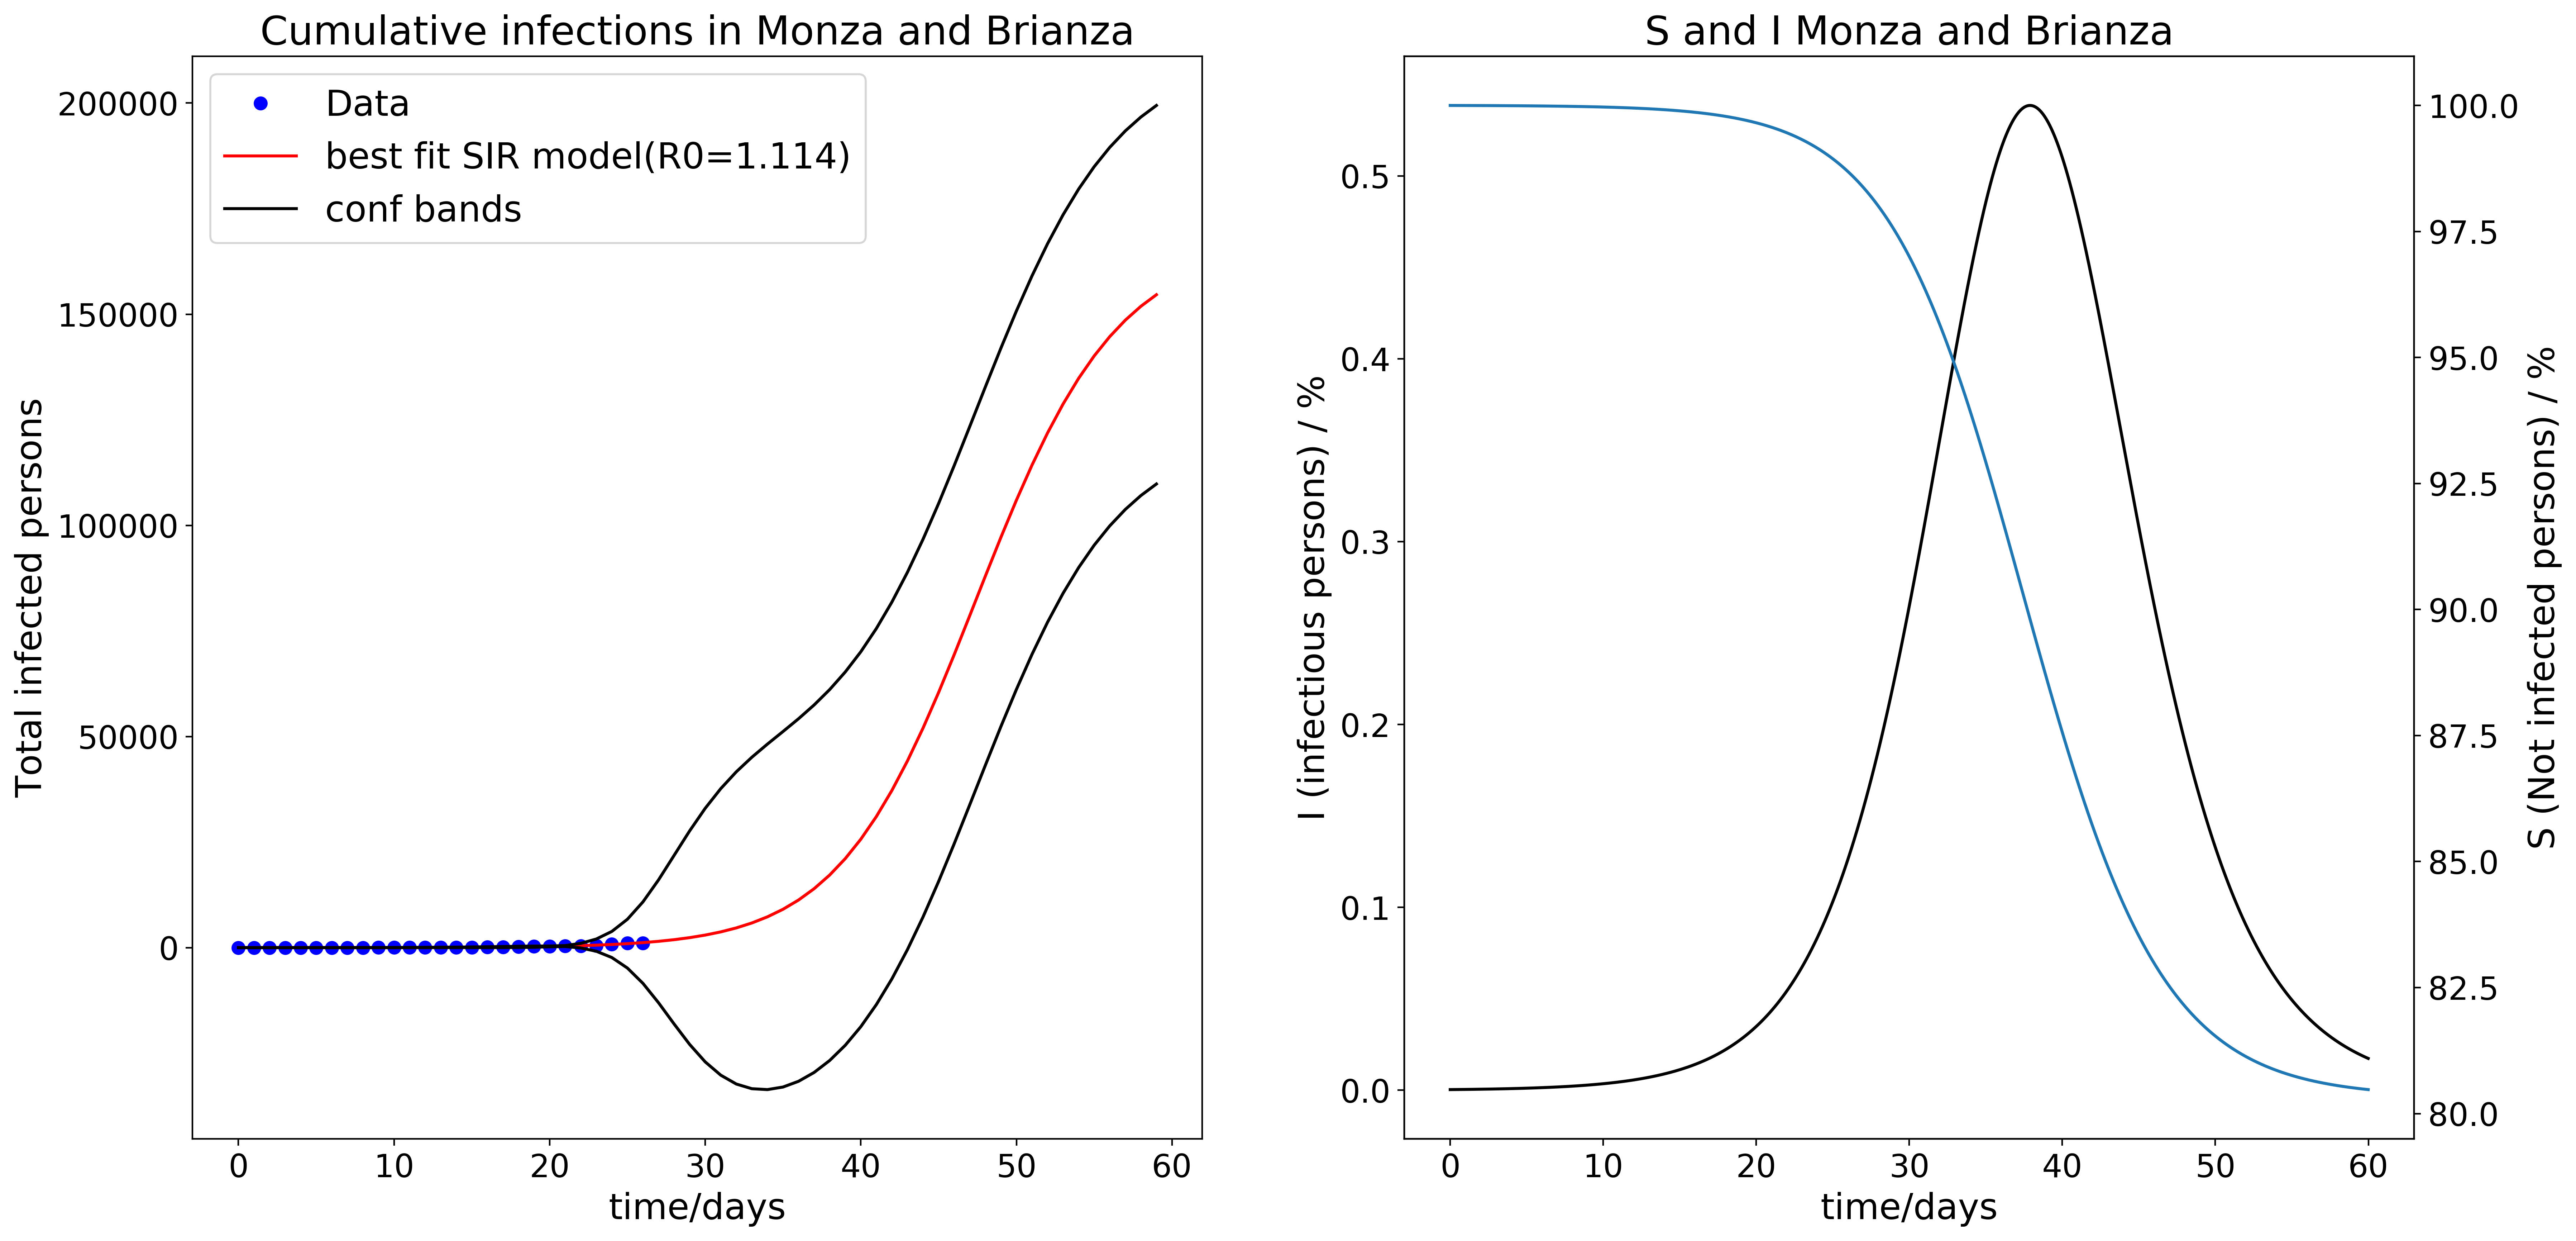 Cumulative infections in Monza and Brianza
Data
best fit SIR model(R0=1.114)
conf bands
200000
150000
100000
50000
0
Total infected persons
0 10 20 30 40 50 60
time/days
S and I Monza and Brianza
0.5
0.4
0.3
0.2
0.1
0.0
I (infectious persons) / %
100.0
97.5
95.0
92.5
90.0
87.5
85.0
82.5
80.0
S (Not infected persons) / %
0 10 20 30 40 50 60
time/days